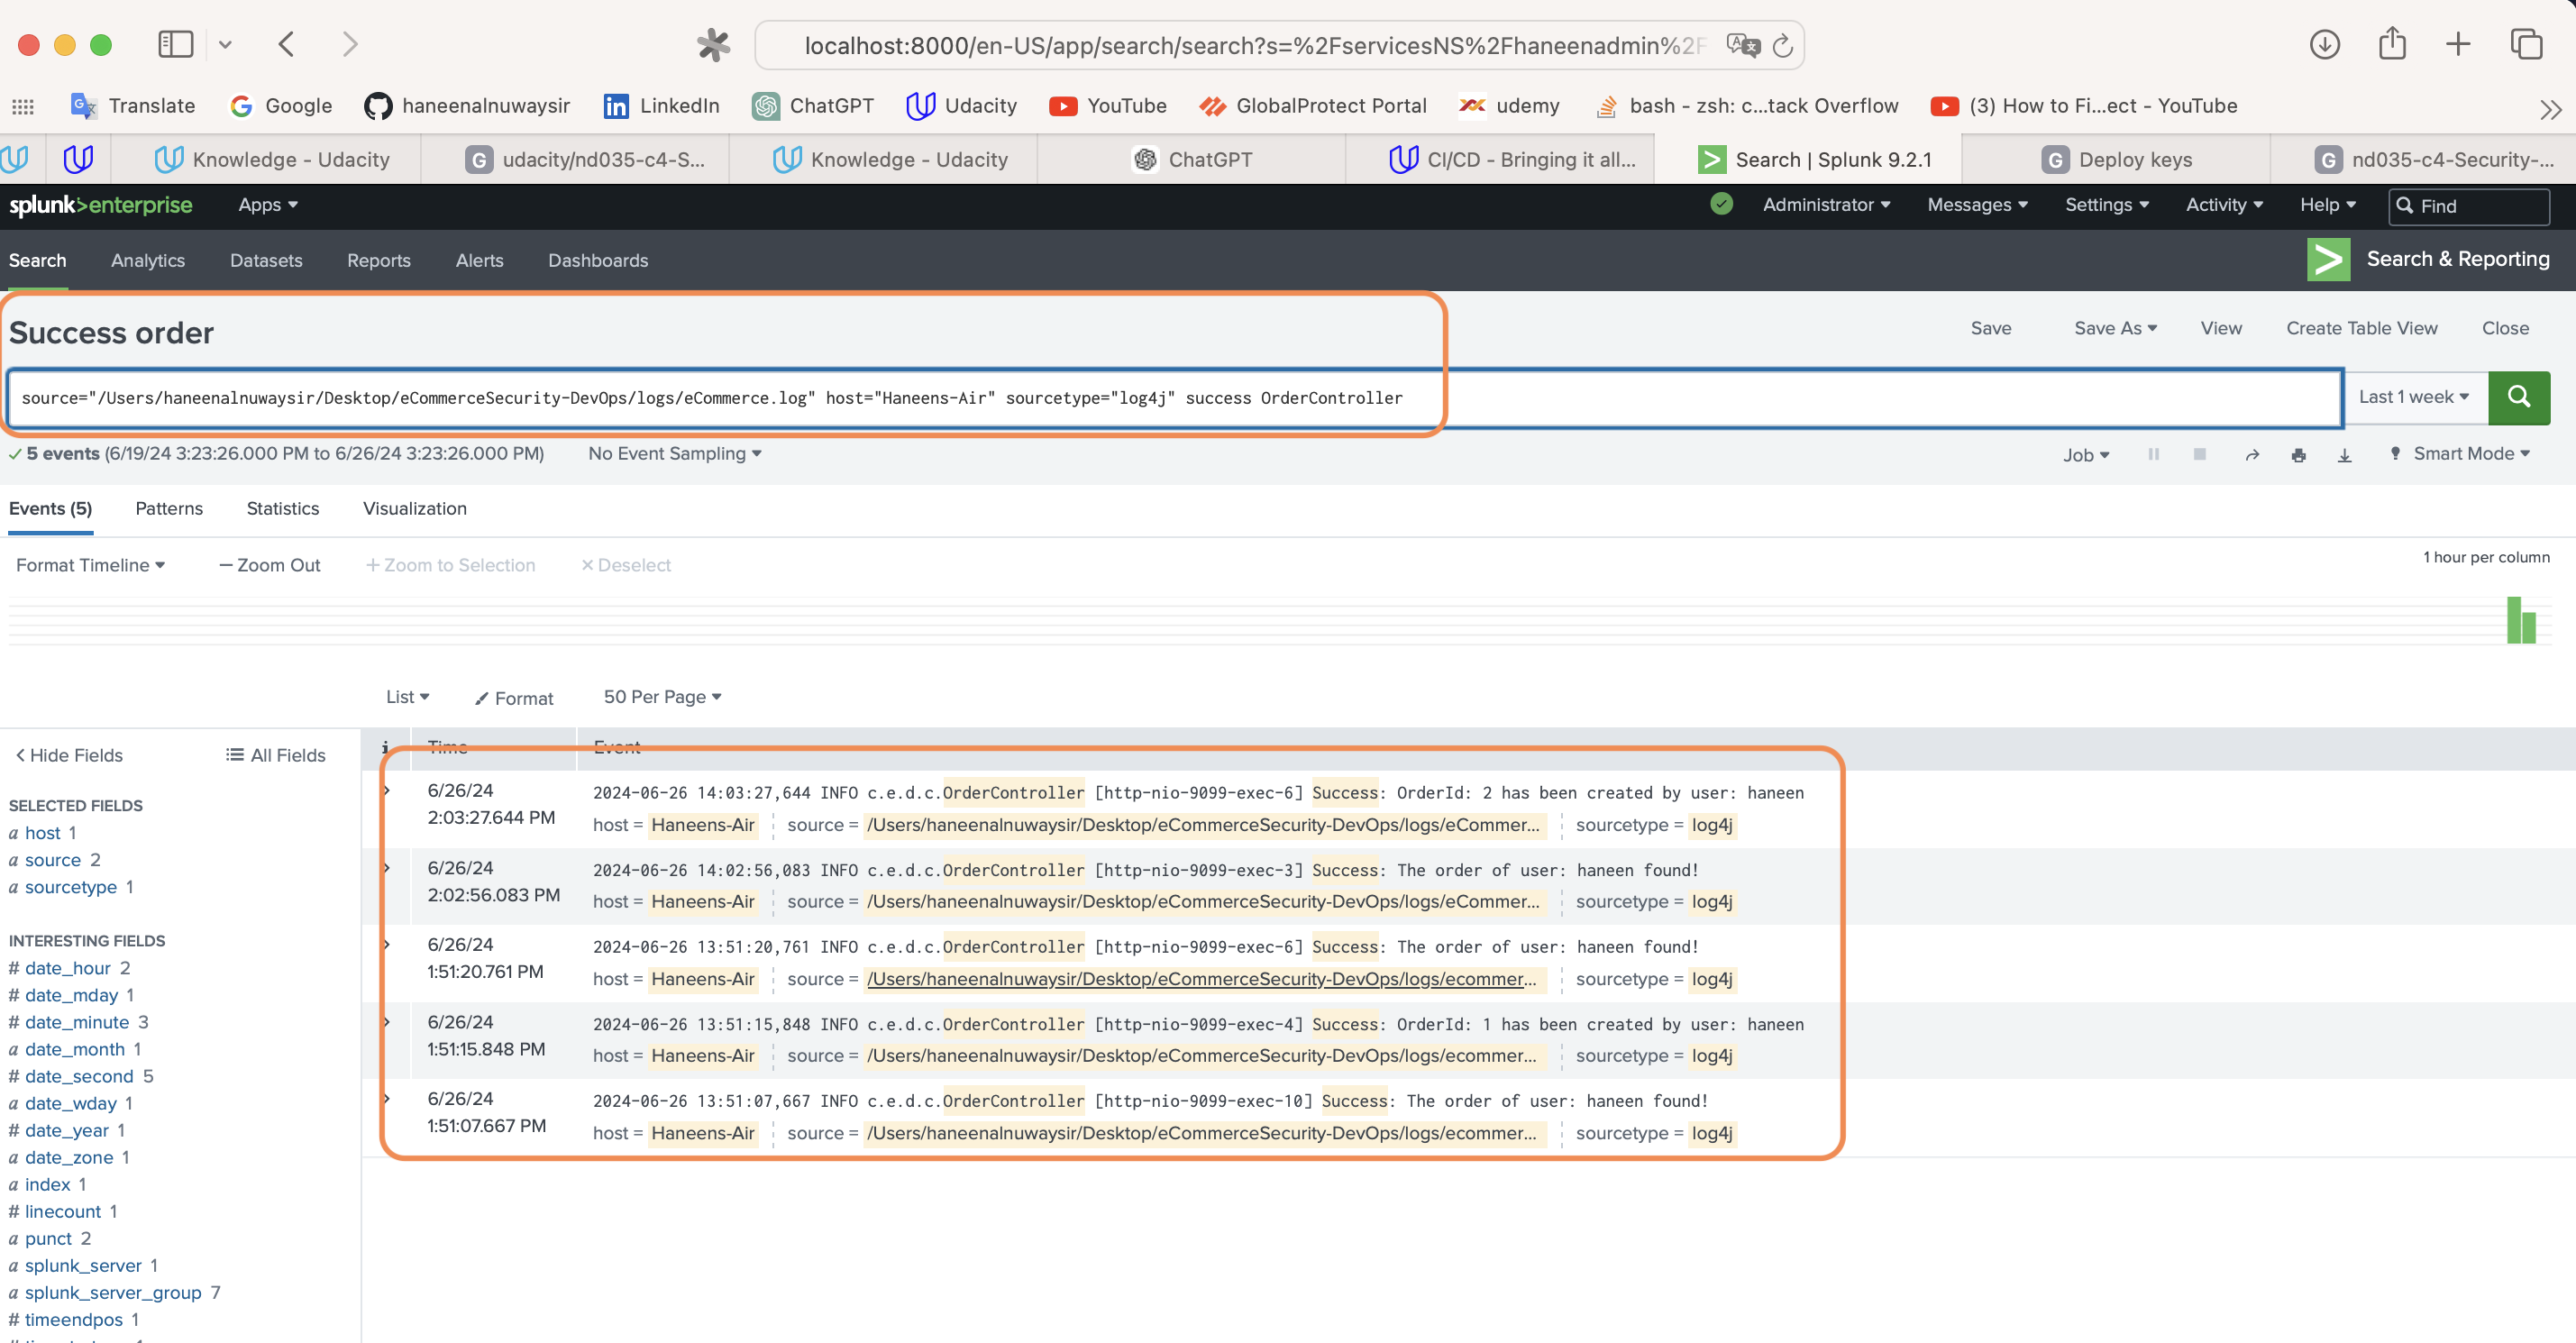 localhost:8000/en-US/app/search/search?s=%2FservicesNS%2Fhaneenadmin%2F
Translate Google haneenalnuwaysir LinkedIn ChatGPT Udacity YouTube GlobalProtect Portal udemy bash - zsh: c...tack Overflow (3) How to Fi...ect - YouTube
Knowledge - Udacity udacity/nd035-c4-S... Knowledge - Udacity ChatGPT CI/CD - Bringing it all... Search | Splunk 9.2.1 Deploy keys nd035-c4-Security-...
splunk>enterprise Apps Administrator Messages Settings Activity Help Find
Search Analytics Datasets Reports Alerts Dashboards Search & Reporting
Success order Save Save As View Create Table View Close
source="/Users/haneenalnuwaysir/Desktop/eCommerceSecurity-DevOps/logs/eCommerce.log" host="Haneens-Air" sourcetype="log4j" success OrderController Last 1 week
5 events (6/19/24 3:23:26.000 PM to 6/26/24 3:23:26.000 PM) No Event Sampling Job Smart Mode
Events (5) Patterns Statistics Visualization
Format Timeline — Zoom Out + Zoom to Selection × Deselect 1 hour per column
List Format 50 Per Page
< Hide Fields All Fields
SELECTED FIELDS
a host 1
a source 2
a sourcetype 1
INTERESTING FIELDS
# date_hour 2
# date_mday 1
# date_minute 3
a date_month 1
# date_second 5
a date_wday 1
# date_year 1
a date_zone 1
a index 1
# linecount 1
a punct 2
a splunk_server 1
a splunk_server_group 7
# timeendpos 1
i Time Event
6/26/24
2:03:27.644 PM
2024-06-26 14:03:27,644 INFO c.e.d.c.OrderController [http-nio-9099-exec-6] Success: OrderId: 2 has been created by user: haneen
host = Haneens-Air source = /Users/haneenalnuwaysir/Desktop/eCommerceSecurity-DevOps/logs/eCommer... sourcetype = log4j
6/26/24
2:02:56.083 PM
2024-06-26 14:02:56,083 INFO c.e.d.c.OrderController [http-nio-9099-exec-3] Success: The order of user: haneen found!
host = Haneens-Air source = /Users/haneenalnuwaysir/Desktop/eCommerceSecurity-DevOps/logs/eCommer... sourcetype = log4j
6/26/24
1:51:20.761 PM
2024-06-26 13:51:20,761 INFO c.e.d.c.OrderController [http-nio-9099-exec-6] Success: The order of user: haneen found!
host = Haneens-Air source = /Users/haneenalnuwaysir/Desktop/eCommerceSecurity-DevOps/logs/ecommer... sourcetype = log4j
6/26/24
1:51:15.848 PM
2024-06-26 13:51:15,848 INFO c.e.d.c.OrderController [http-nio-9099-exec-4] Success: OrderId: 1 has been created by user: haneen
host = Haneens-Air source = /Users/haneenalnuwaysir/Desktop/eCommerceSecurity-DevOps/logs/ecommer... sourcetype = log4j
6/26/24
1:51:07.667 PM
2024-06-26 13:51:07,667 INFO c.e.d.c.OrderController [http-nio-9099-exec-10] Success: The order of user: haneen found!
host = Haneens-Air source = /Users/haneenalnuwaysir/Desktop/eCommerceSecurity-DevOps/logs/ecommer... sourcetype = log4j